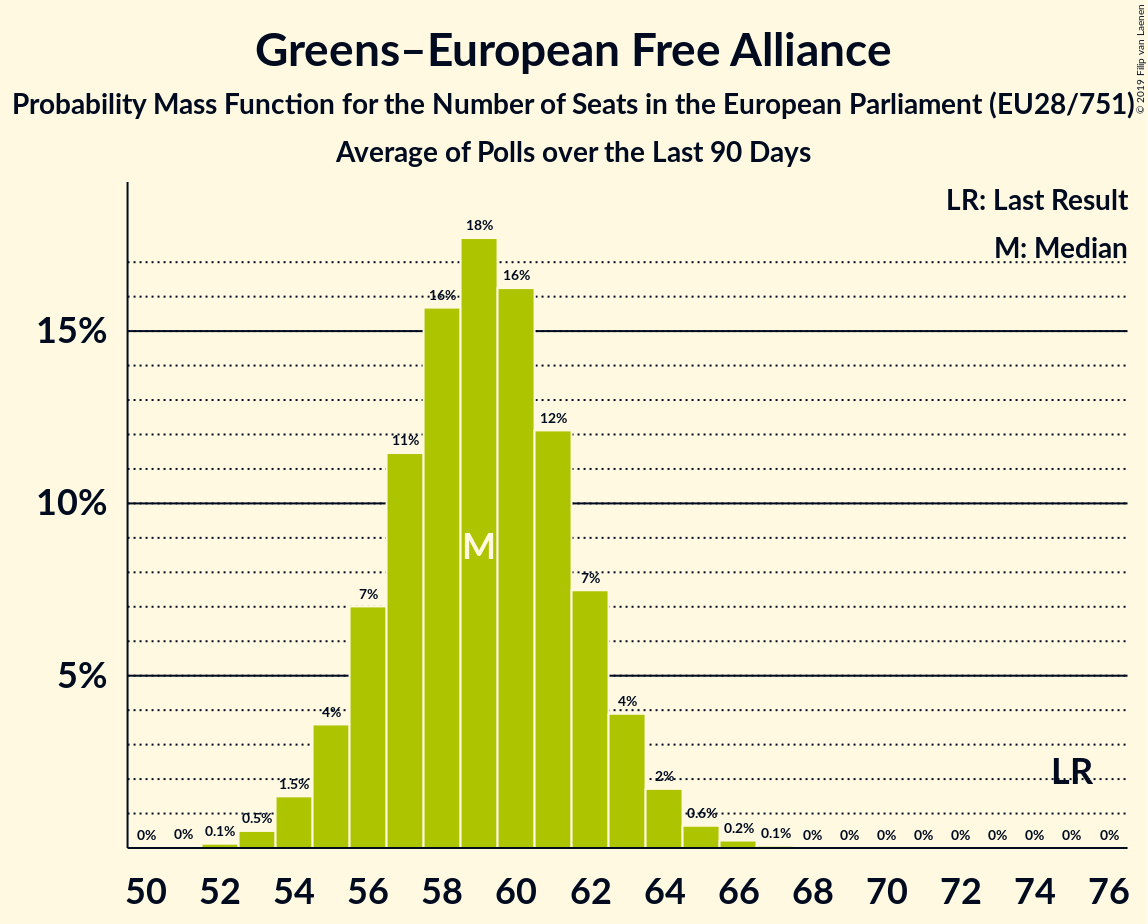 Greens–European Free Alliance
Probability Mass Function for the Number of Seats in the European Parliament (EU28/751)
Average of Polls over the Last 90 Days
© 2019 Filip van Laenen
LR: Last Result
M: Median
15%
10%
5%
0% 0% 0.1% 0.5% 1.5% 4% 7% 11% 16% 18% 16% 12% 7% 4% 2% 0.6% 0.2% 0.1% 0% 0% 0% 0% 0% 0% 0% 0% 0%
M
LR
50 52 54 56 58 60 62 64 66 68 70 72 74 76